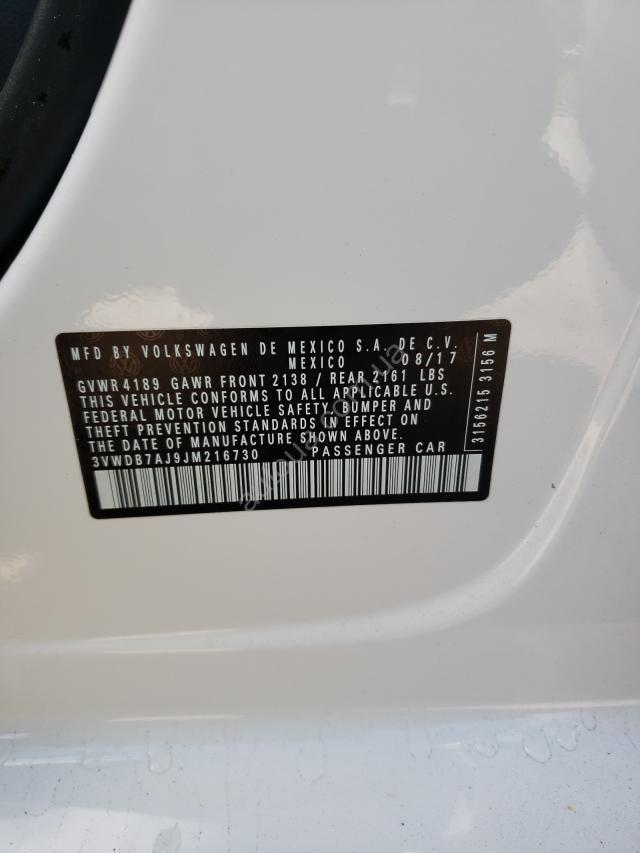 MFD BY VOLKSWAGEN DE MEXICO S.A. DE C.V.
MEXICO 08/17
GVWR 4189 GAWR FRONT 2138 / REAR 2161 LBS
THIS VEHICLE CONFORMS TO ALL APPLICABLE U.S.
FEDERAL MOTOR VEHICLE SAFETY, BUMPER AND
THEFT PREVENTION STANDARDS IN EFFECT ON
THE DATE OF MANUFACTURE SHOWN ABOVE.
3VWDB7AJ9JM216730 PASSENGER CAR
3156215 3156 M